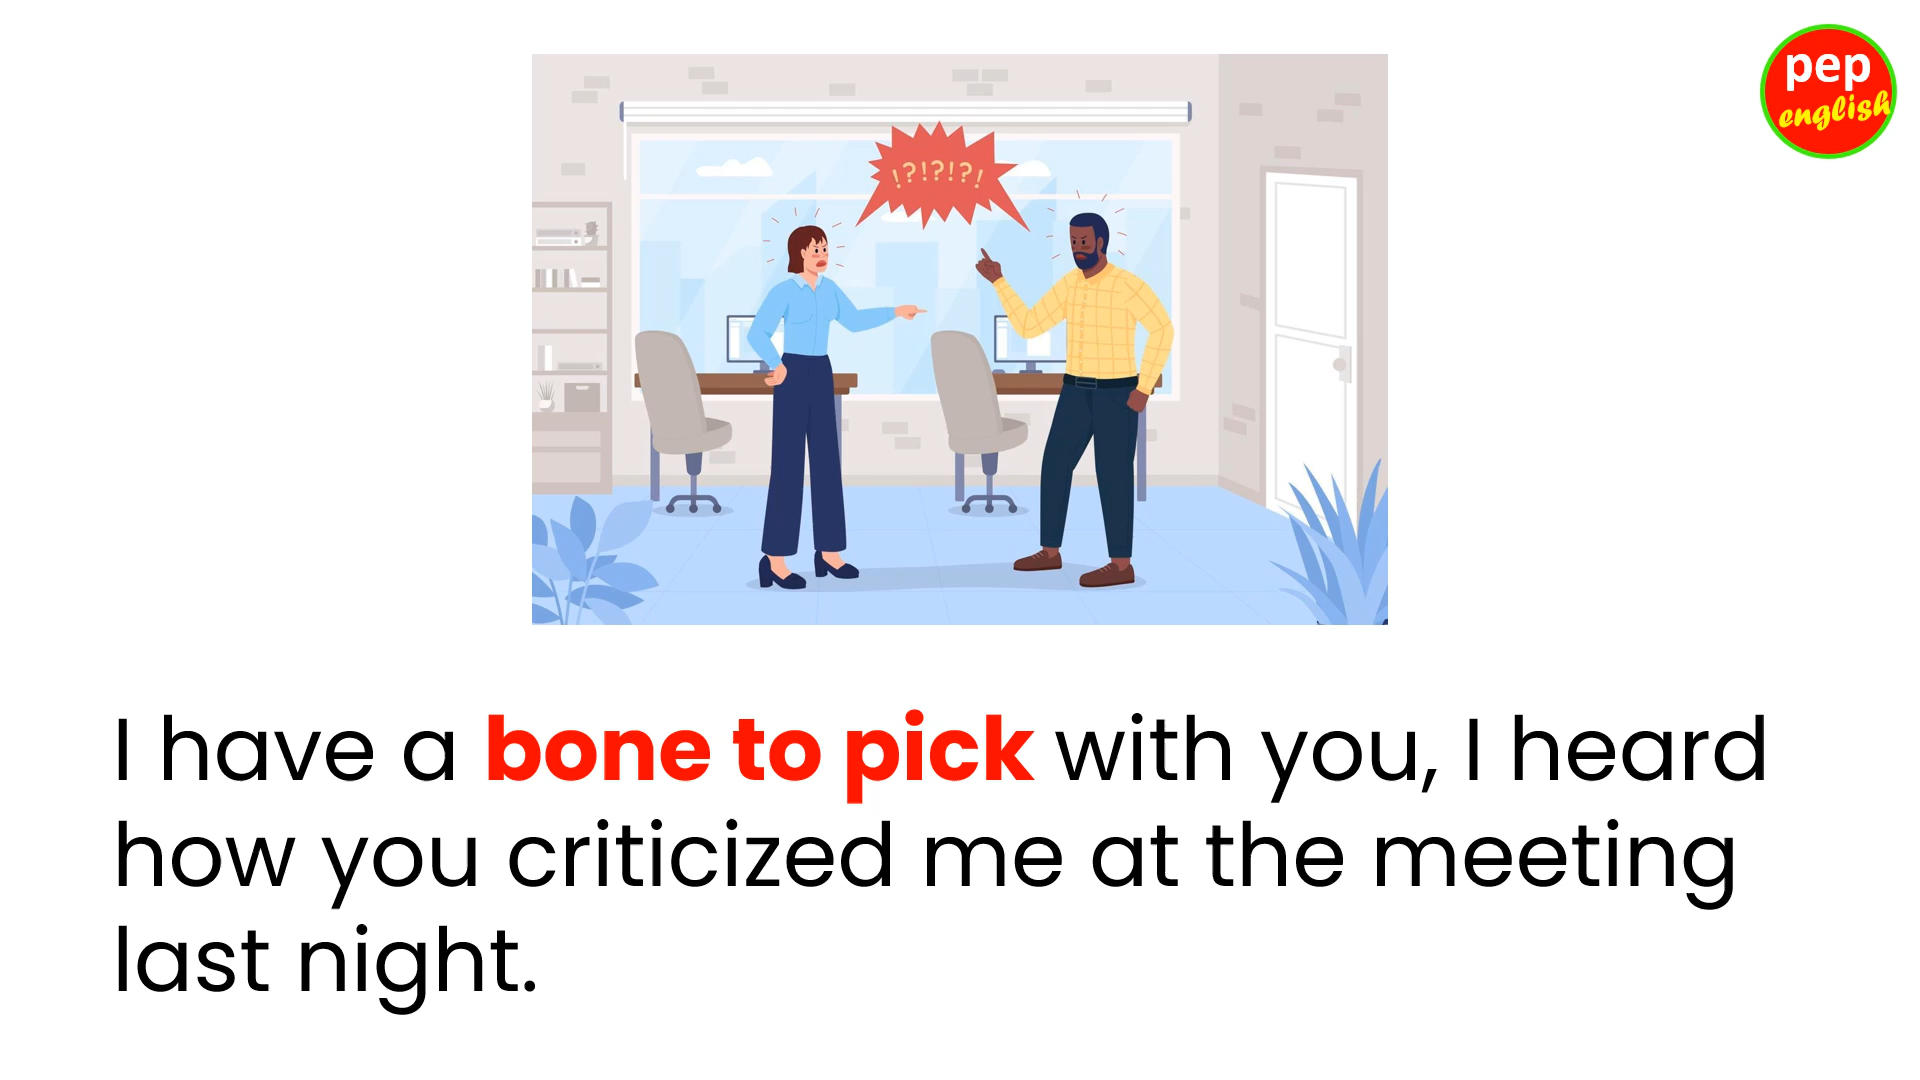 pep
english
!?!?!?!
I have a bone to pick with you, I heard
how you criticized me at the meeting
last night.